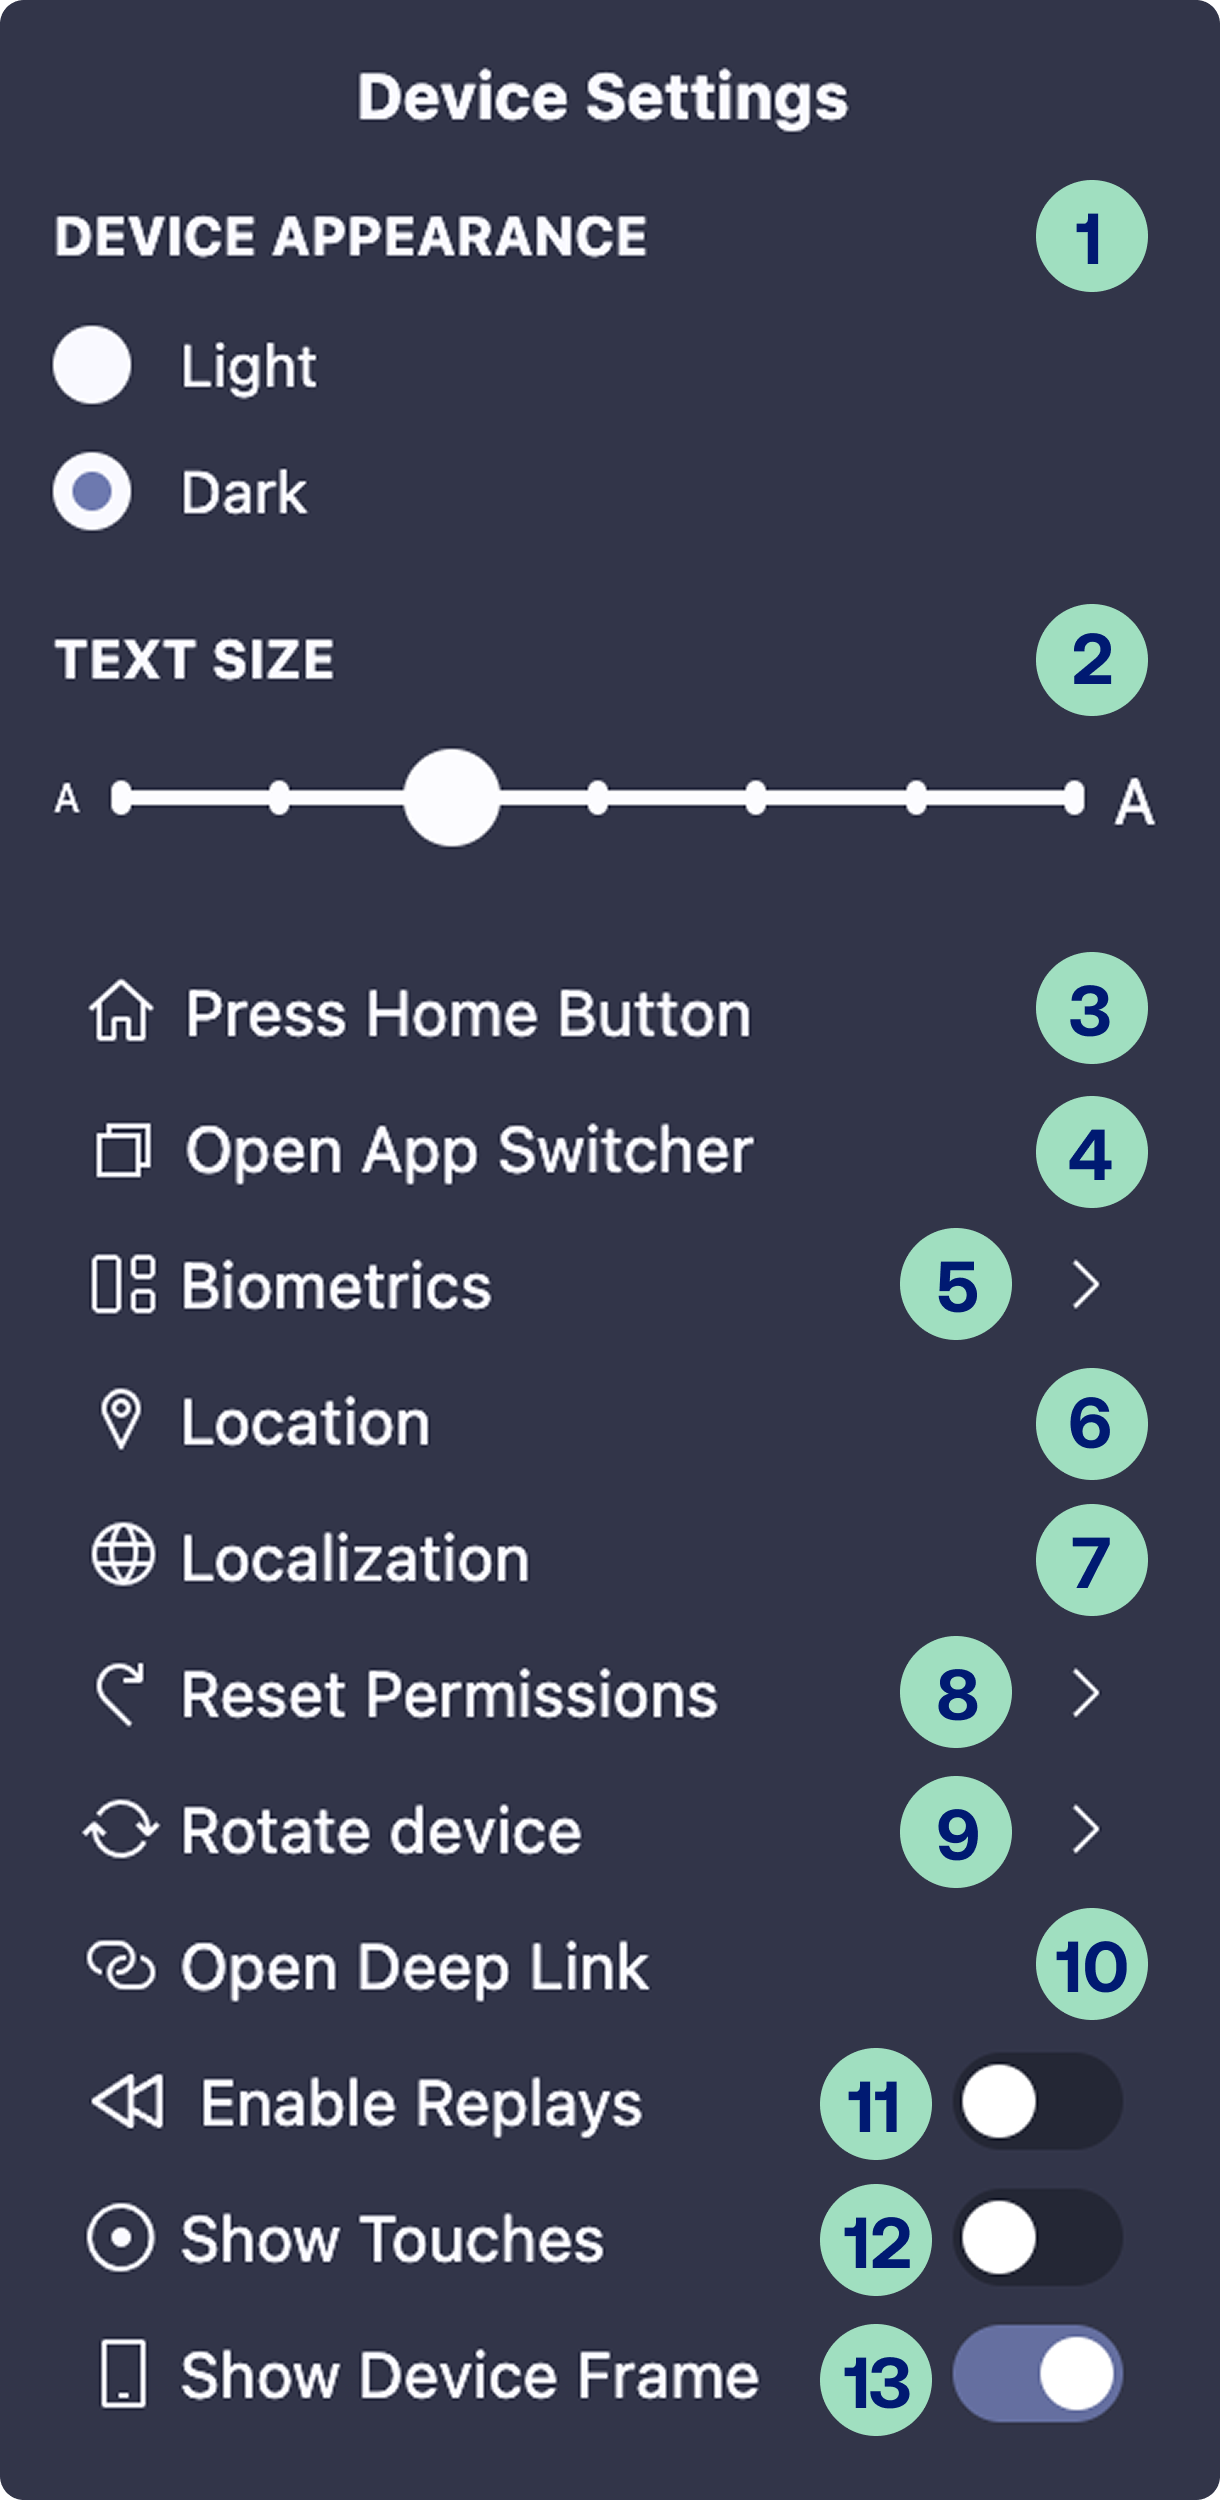 Device Settings
DEVICE APPEARANCE 1
Light
Dark
TEXT SIZE 2
A A
Press Home Button 3
Open App Switcher 4
Biometrics 5
Location 6
Localization 7
Reset Permissions 8
Rotate device 9
Open Deep Link 10
Enable Replays 11
Show Touches 12
Show Device Frame 13